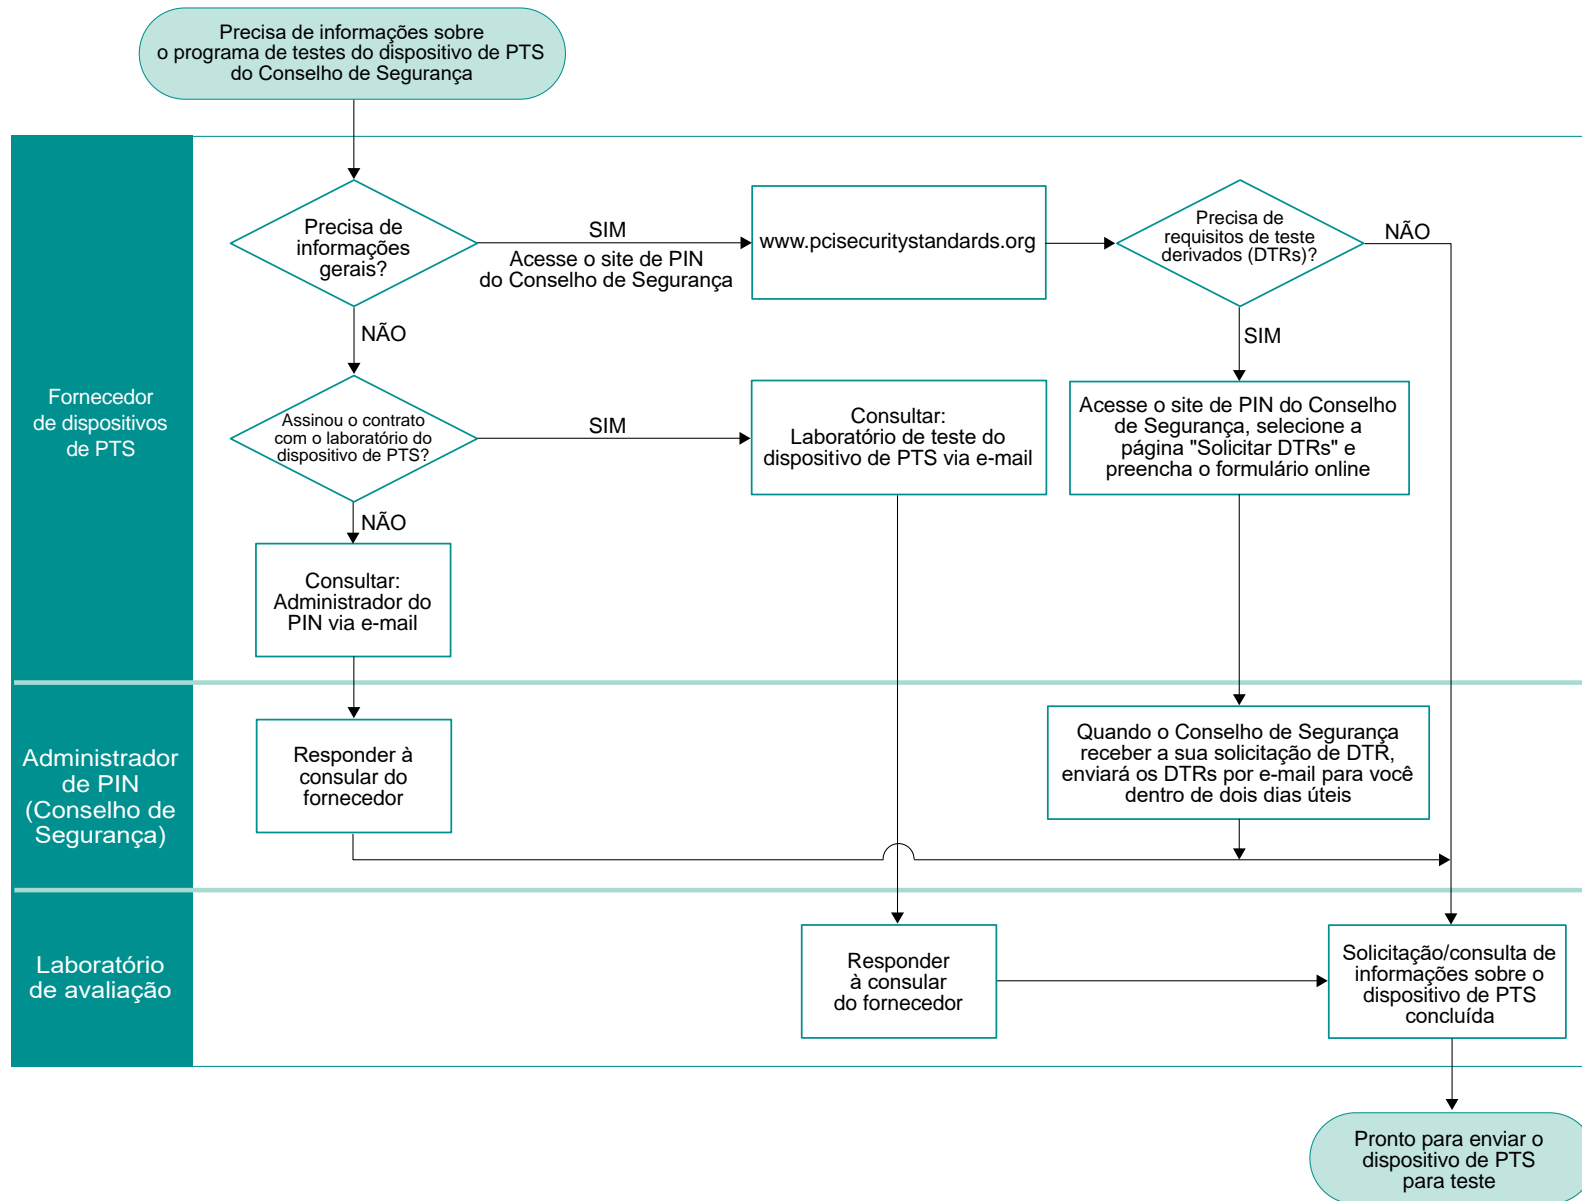 Precisa de informações sobre
o programa de testes do dispositivo de PTS
do Conselho de Segurança
Fornecedor
de dispositivos
de PTS
Precisa de
informações
gerais?
SIM
Acesse o site de PIN
do Conselho de Segurança
www.pcisecuritystandards.org
Precisa de
requisitos de teste
derivados (DTRs)?
NÃO
NÃO
SIM
Assinou o contrato
com o laboratório do
dispositivo de PTS?
SIM
Consultar:
Laboratório de teste do
dispositivo de PTS via e-mail
Acesse o site de PIN do Conselho
de Segurança, selecione a
página "Solicitar DTRs" e
preencha o formulário online
NÃO
Consultar:
Administrador do
PIN via e-mail
Administrador
de PIN
(Conselho de
Segurança)
Responder à
consular do
fornecedor
Quando o Conselho de Segurança
receber a sua solicitação de DTR,
enviará os DTRs por e-mail para você
dentro de dois dias úteis
Laboratório
de avaliação
Responder
à consular
do fornecedor
Solicitação/consulta de
informações sobre o
dispositivo de PTS
concluída
Pronto para enviar o
dispositivo de PTS
para teste